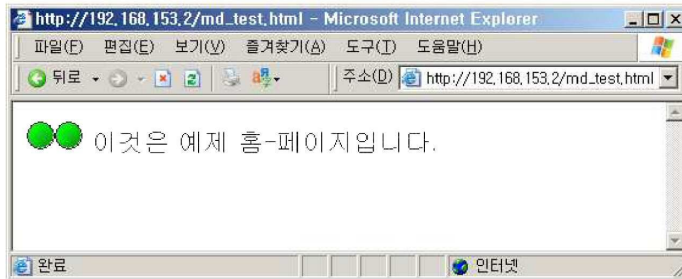 http://192.168.153.2/md_test.html - Microsoft Internet Explorer
파일(F) 편집(E) 보기(V) 즐겨찾기(A) 도구(T) 도움말(H)
뒤로 주소(D) http://192.168.153.2/md_test.html
이것은 예제 홈-페이지입니다.
완료 인터넷